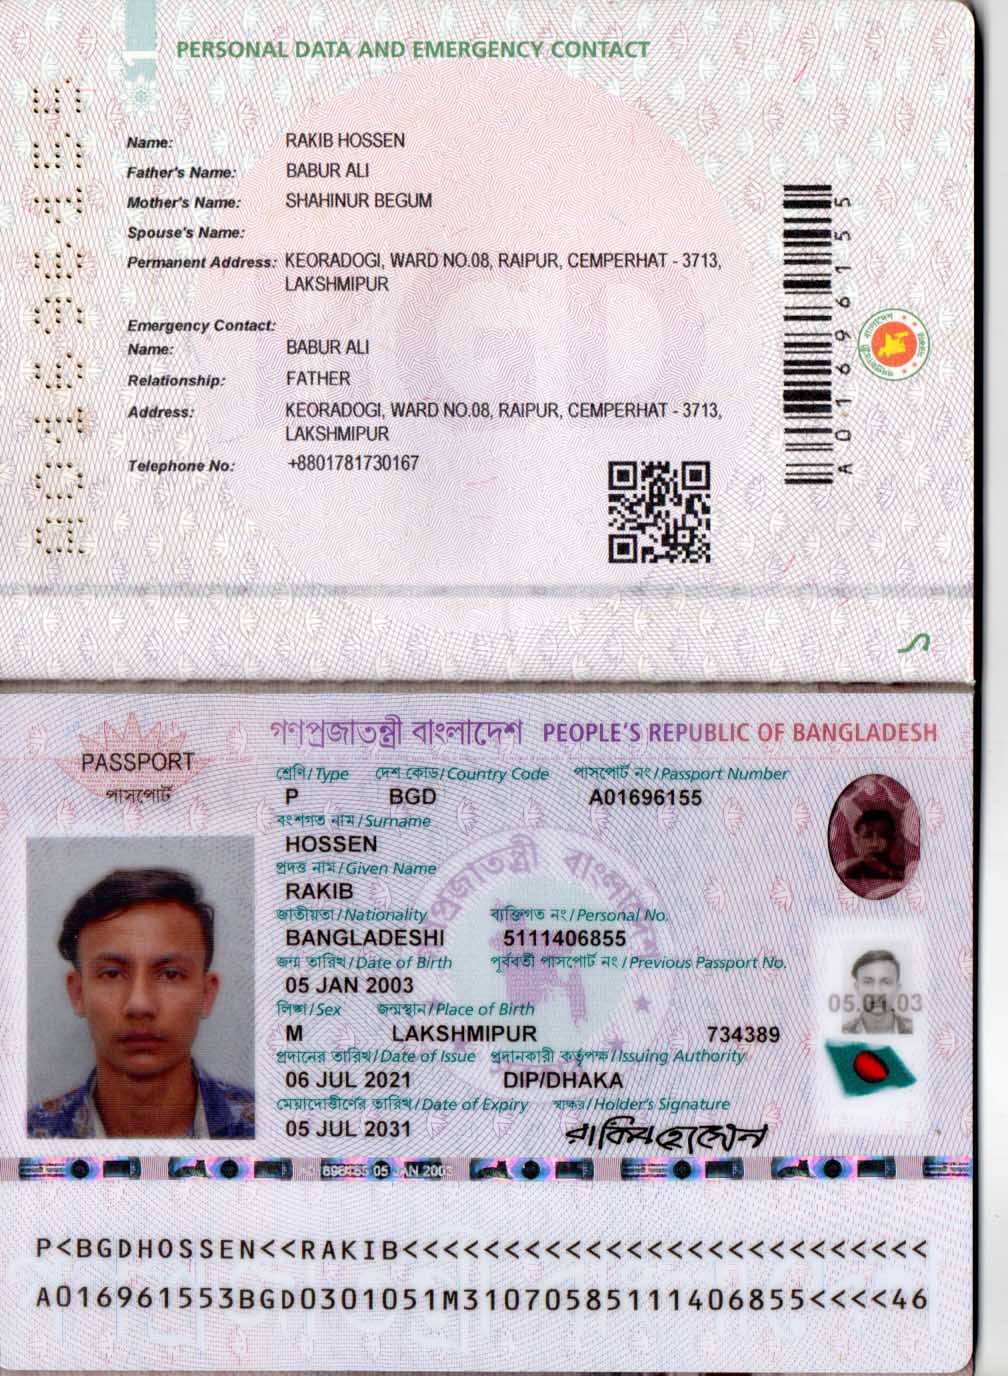 1
PERSONAL DATA AND EMERGENCY CONTACT
Name: RAKIB HOSSEN
Father's Name: BABUR ALI
Mother's Name: SHAHINUR BEGUM
Spouse's Name:
Permanent Address: KEORADOGI, WARD NO.08, RAIPUR, CEMPERHAT - 3713,
LAKSHMIPUR
Emergency Contact:
Name: BABUR ALI
Relationship: FATHER
Address: KEORADOGI, WARD NO.08, RAIPUR, CEMPERHAT - 3713,
LAKSHMIPUR
Telephone No: +8801781730167
A01696155
A01696155
BGD
১
গণপ্রজাতন্ত্রী বাংলাদেশ PEOPLE'S REPUBLIC OF BANGLADESH
PASSPORT
পাসপোর্ট
শ্রেণি/Type দেশ কোড/Country Code পাসপোর্ট নং/Passport Number
P BGD A01696155
বংশগত নাম/Surname
HOSSEN
প্রদত্ত নাম/Given Name
RAKIB
জাতীয়তা/Nationality ব্যক্তিগত নং/Personal No.
BANGLADESHI 5111406855
জন্ম তারিখ/Date of Birth পূর্ববর্তী পাসপোর্ট নং/Previous Passport No.
05 JAN 2003
লিঙ্গ/Sex জন্মস্থান/Place of Birth
M LAKSHMIPUR 734389
প্রদানের তারিখ/Date of Issue প্রদানকারী কর্তৃপক্ষ/Issuing Authority
06 JUL 2021 DIP/DHAKA
মেয়াদোত্তীর্ণের তারিখ/Date of Expiry স্বাক্ষর/Holder's Signature
05 JUL 2031 রাকিব হোসেন
05.01.03
P<BGDHOSSEN<<RAKIB<<<<<<<<<<<<<<<<<<<<<<<<<<
A016961553BGD0301051M31070585111406855<<<<46